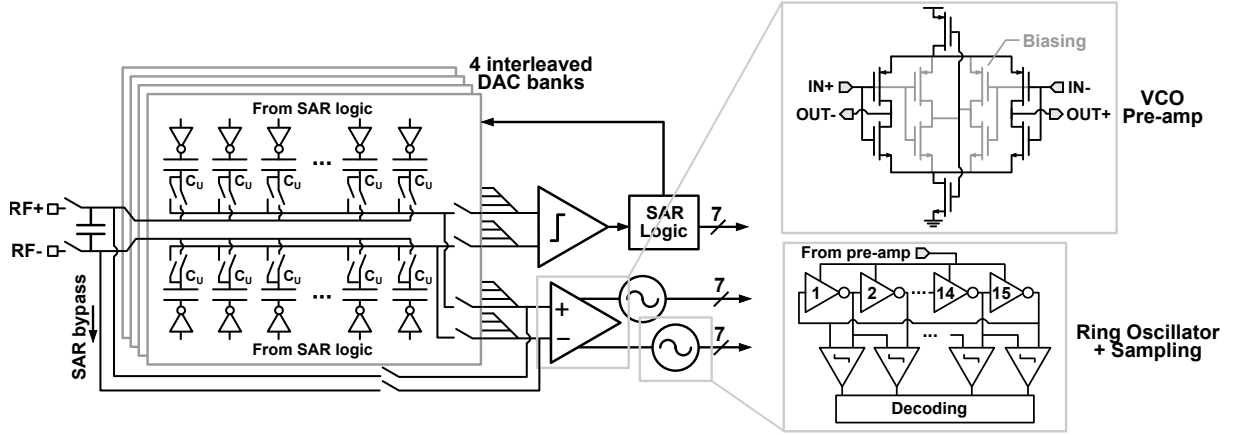 4 interleaved
DAC banks
From SAR logic
...
C_U C_U C_U C_U C_U
RF+
RF-
C_U C_U C_U C_U C_U
...
From SAR logic
SAR bypass
SAR
Logic
7
+
−
7
7
Biasing
IN+
IN-
OUT-
OUT+
VCO
Pre-amp
From pre-amp
1
2
14
15
...
Decoding
Ring Oscillator
+ Sampling